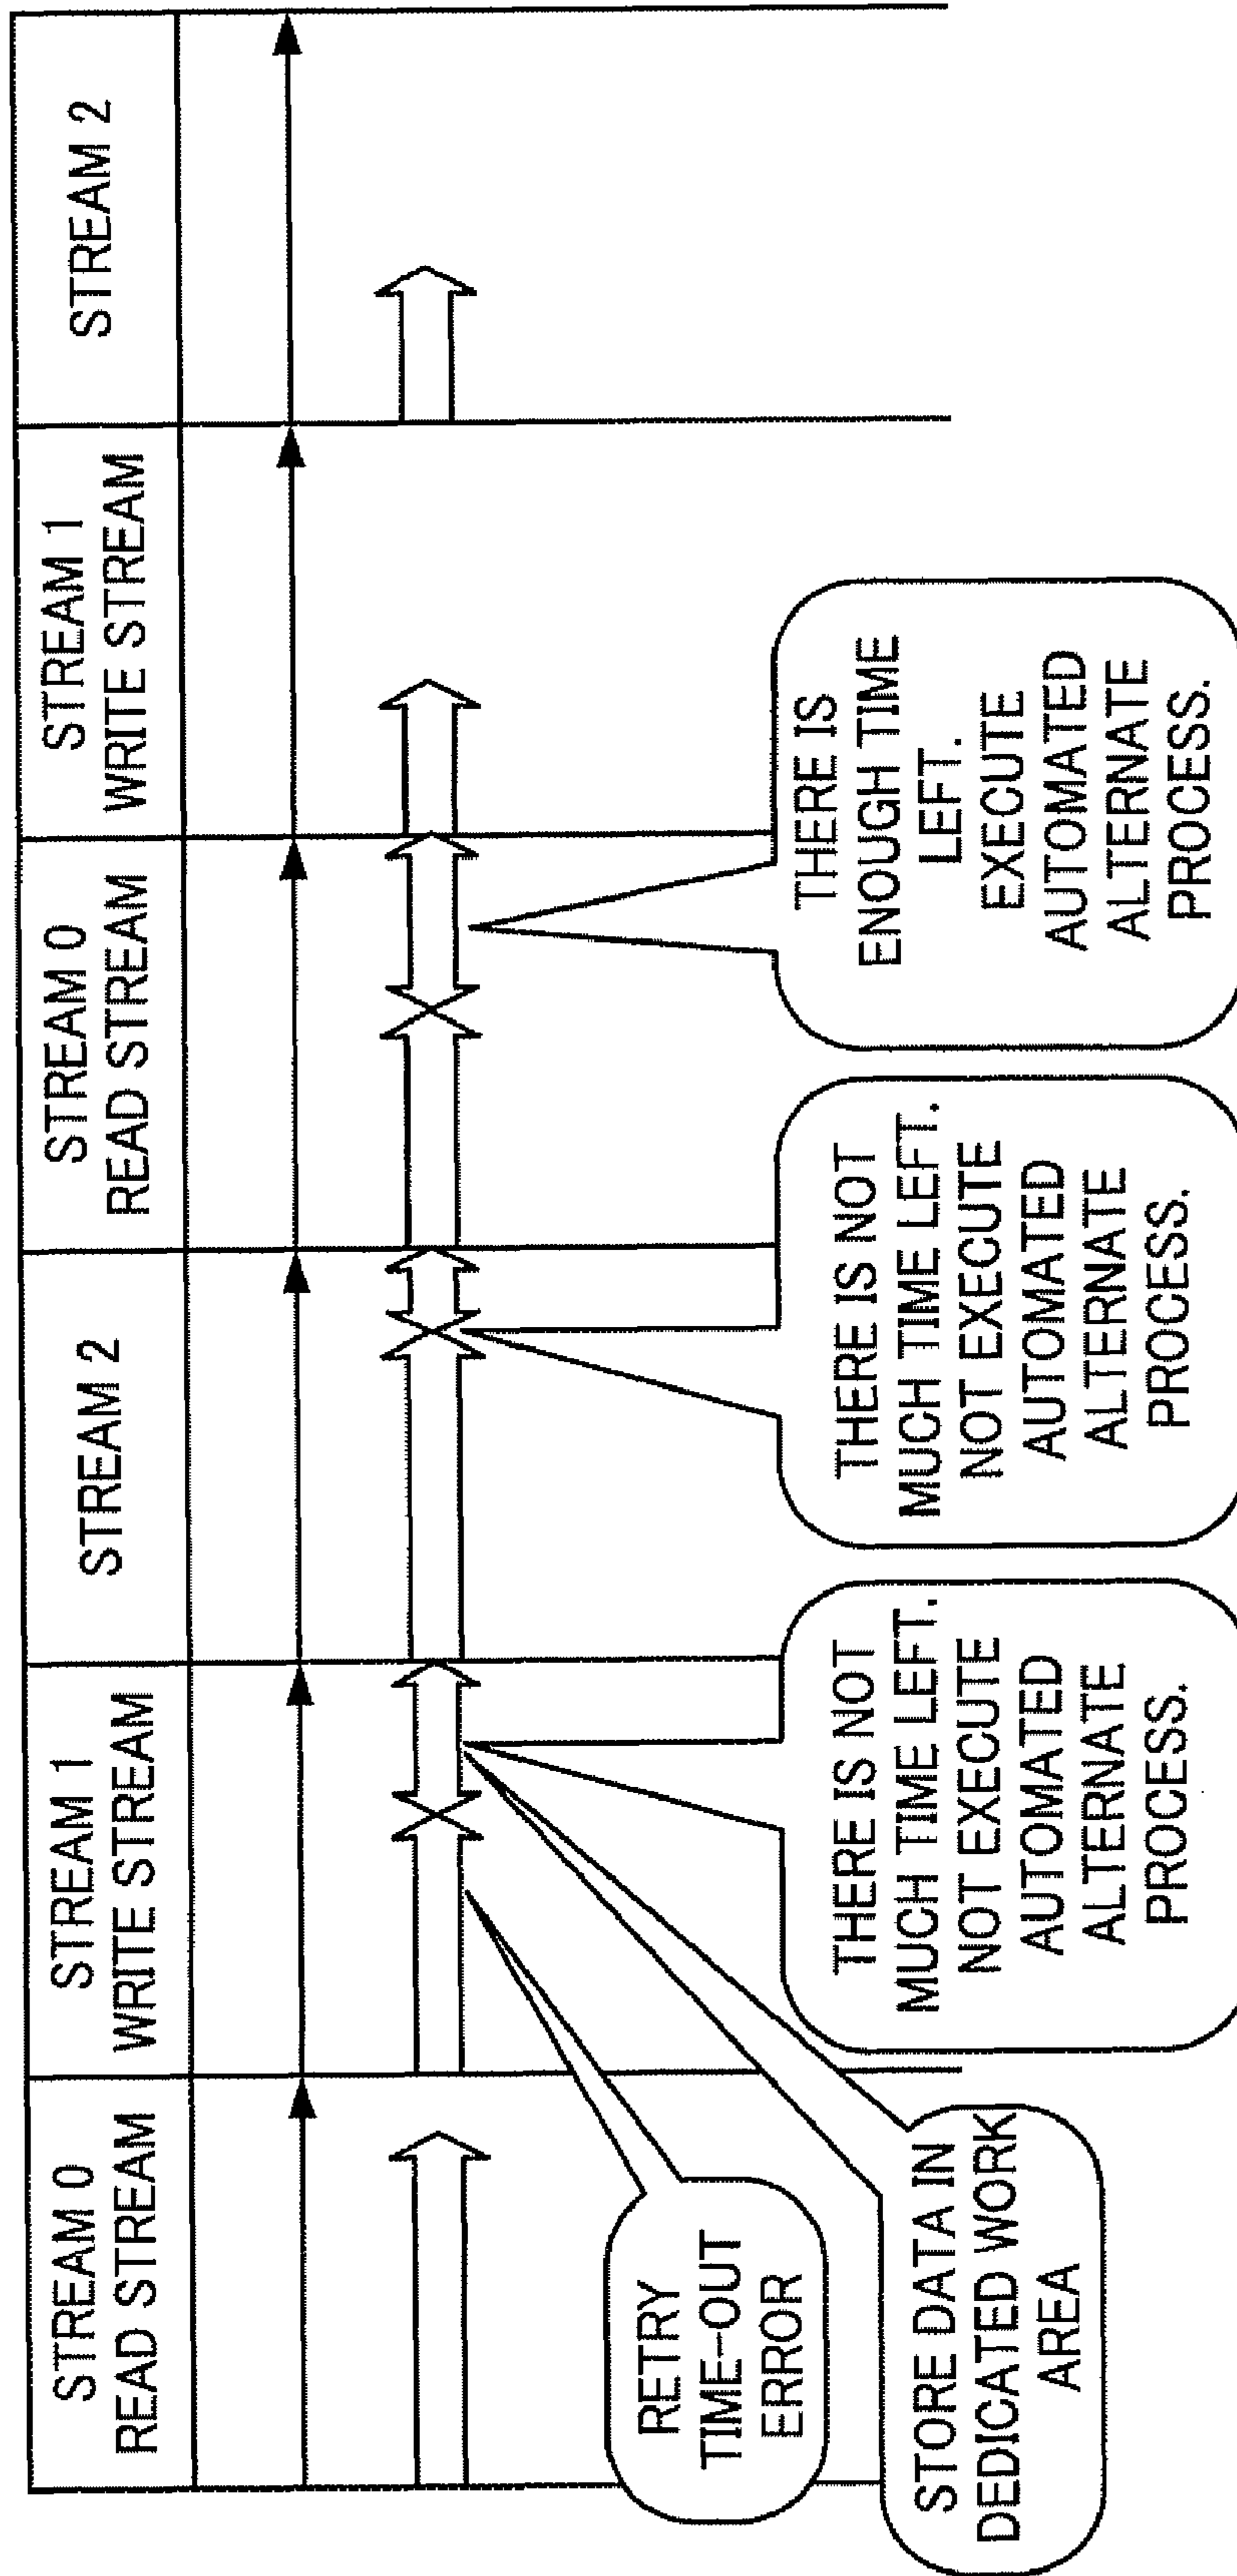 STREAM 0
READ STREAM
STREAM 1
WRITE STREAM
STREAM 2
STREAM 0
READ STREAM
STREAM 1
WRITE STREAM
STREAM 2
RETRY
TIME-OUT
ERROR
STORE DATA IN
DEDICATED WORK
AREA
THERE IS NOT
MUCH TIME LEFT.
NOT EXECUTE
AUTOMATED
ALTERNATE
PROCESS.
THERE IS NOT
MUCH TIME LEFT.
NOT EXECUTE
AUTOMATED
ALTERNATE
PROCESS.
THERE IS
ENOUGH TIME
LEFT.
EXECUTE
AUTOMATED
ALTERNATE
PROCESS.